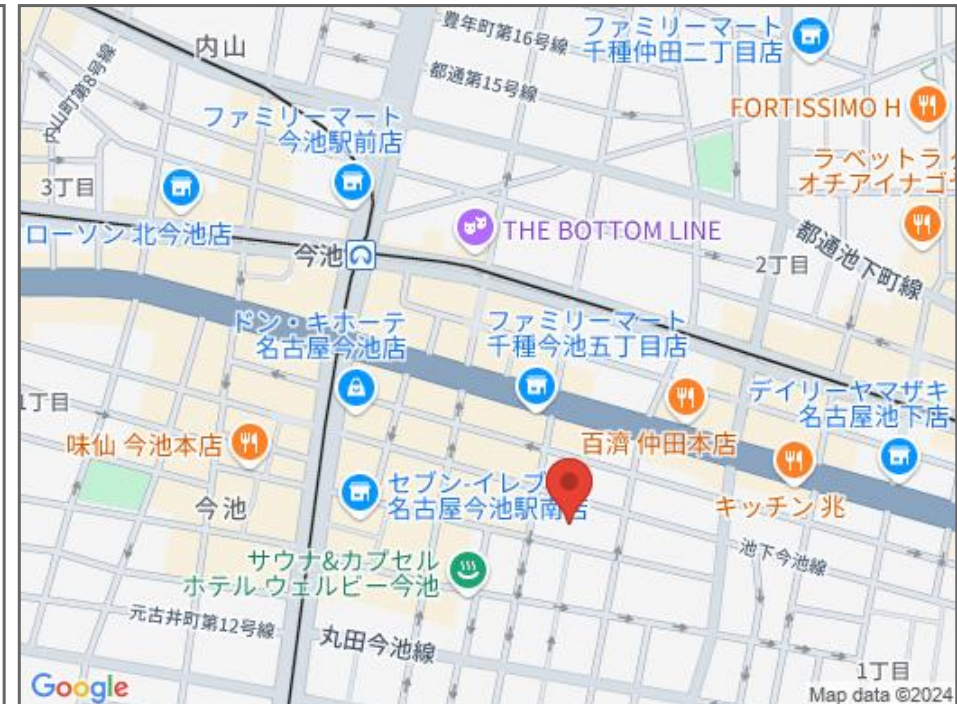 内山
豊年町第16号線
ファミリーマート
千種仲田二丁目店
内山町第8号線
都通第15号線
FORTISSIMO H
ファミリーマート
今池駅前店
ラ ベットラ
オチアイナゴ
3丁目
ローソン 北今池店
THE BOTTOM LINE
今池
都通池下町線
2丁目
ドン・キホーテ
名古屋今池店
ファミリーマート
千種今池五丁目店
デイリーヤマザキ
名古屋池下店
1丁目
味仙 今池本店
百済 仲田本店
今池
セブン-イレブ
名古屋今池駅南店
キッチン 兆
サウナ&カプセル
ホテル ウェルビー今池
池下今池線
元古井町第12号線
丸田今池線
1丁目
Google
Map data ©2024